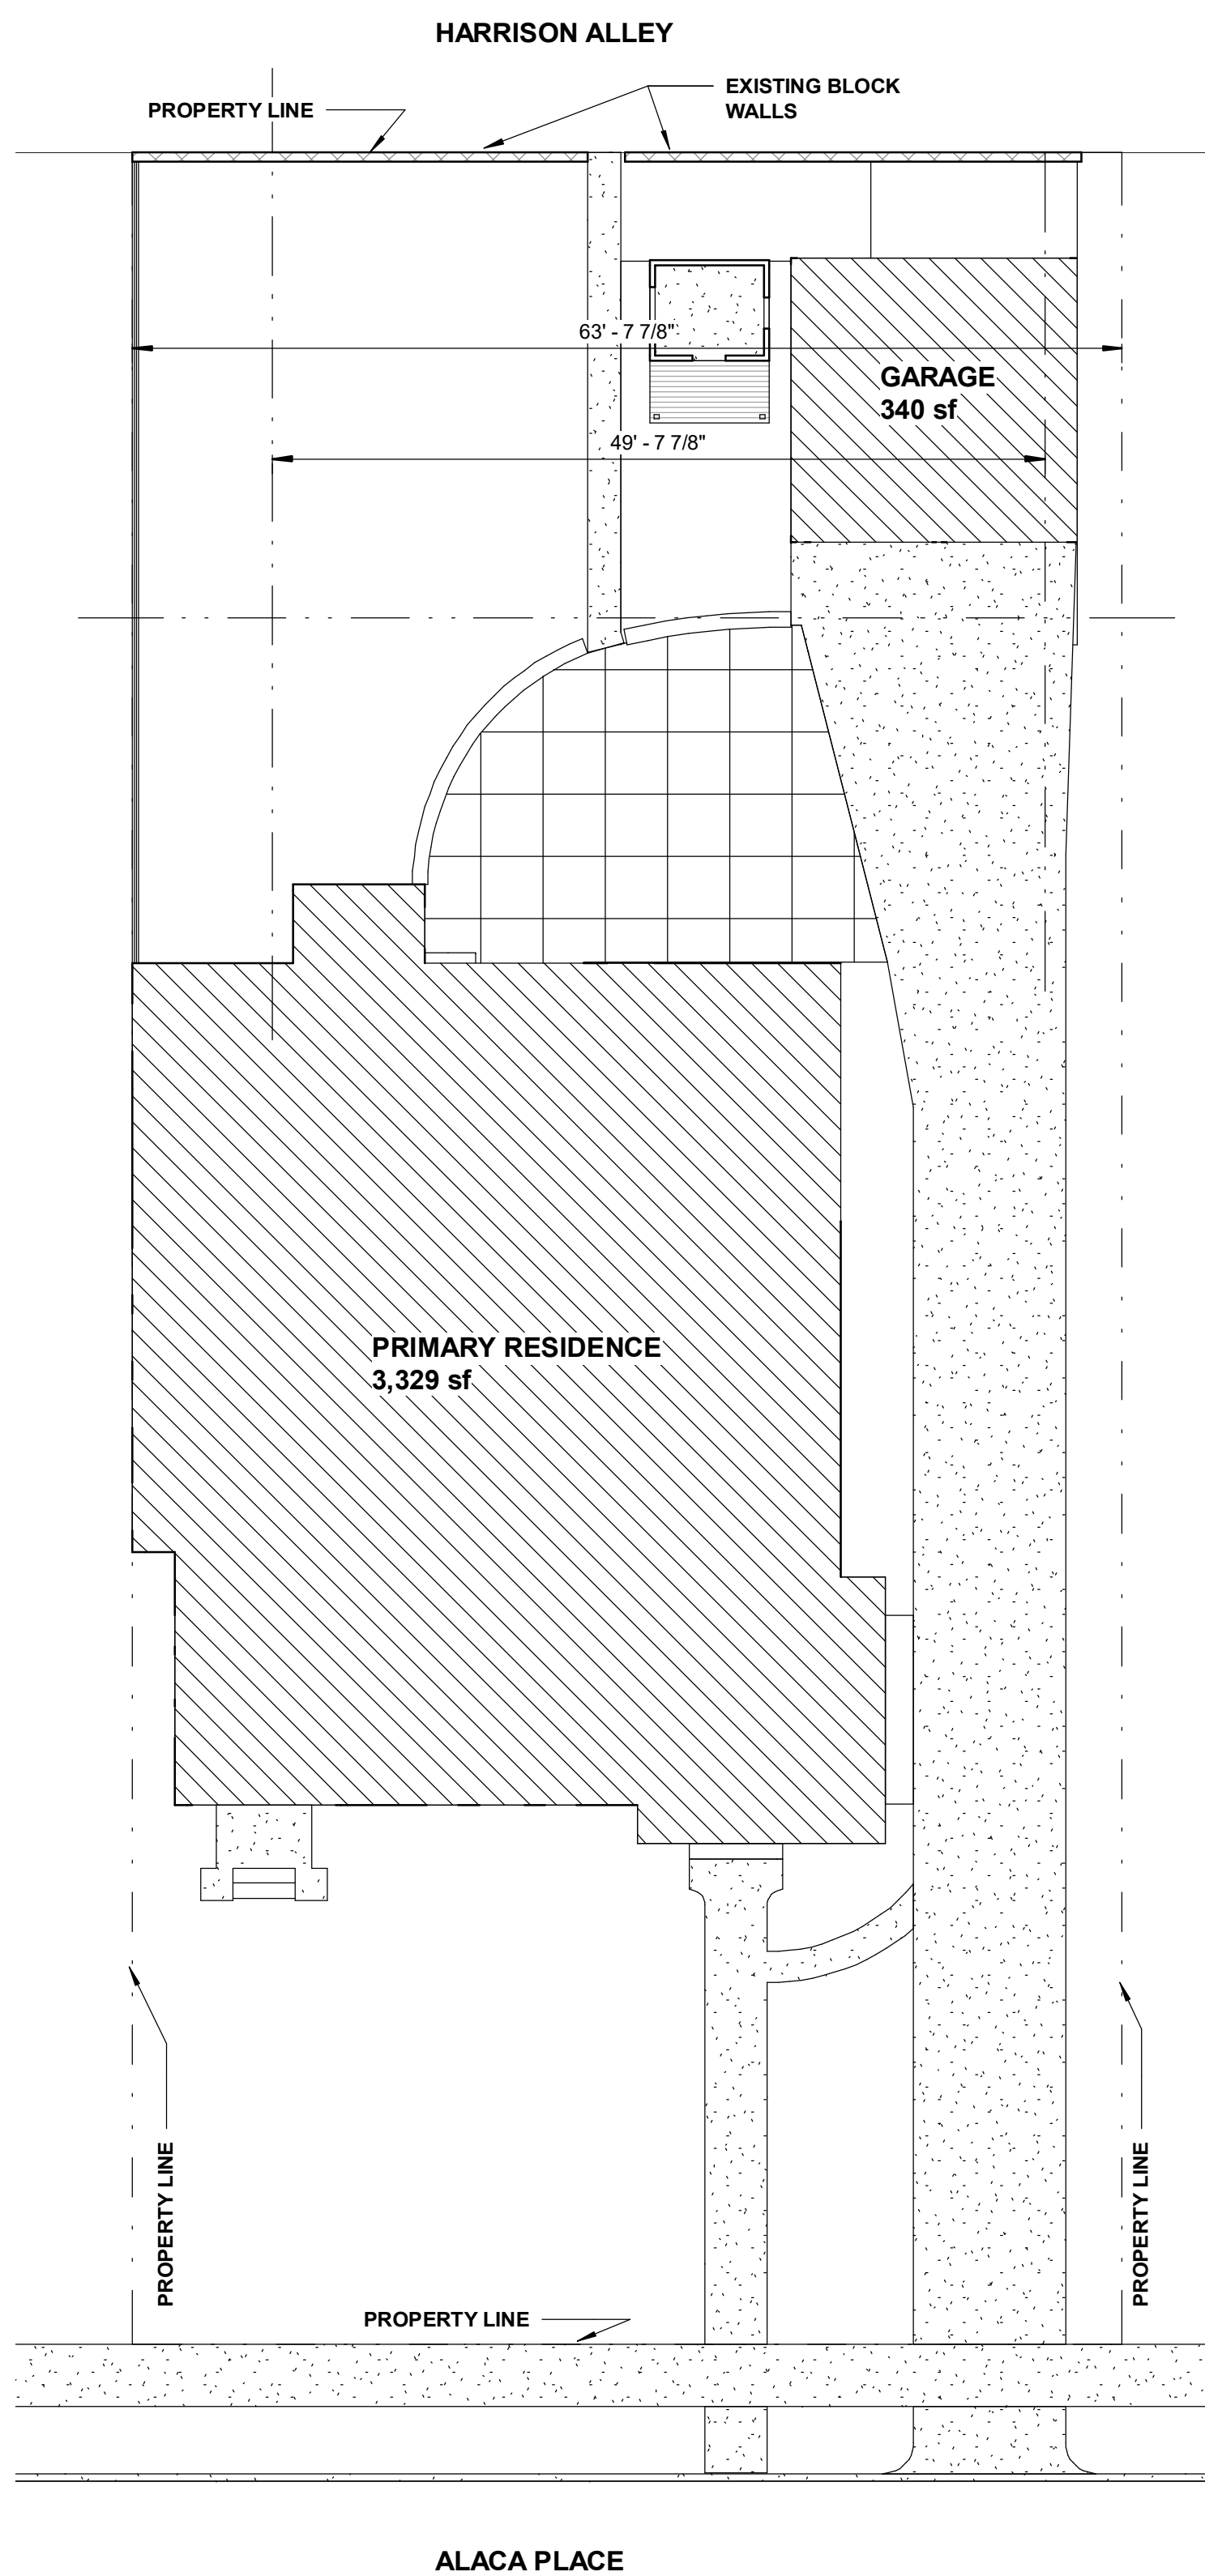 HARRISON ALLEY
EXISTING BLOCK
WALLS
PROPERTY LINE
63' - 7 7/8"
GARAGE
340 sf
49' - 7 7/8"
PRIMARY RESIDENCE
3,329 sf
PROPERTY LINE
PROPERTY LINE
PROPERTY LINE
ALACA PLACE